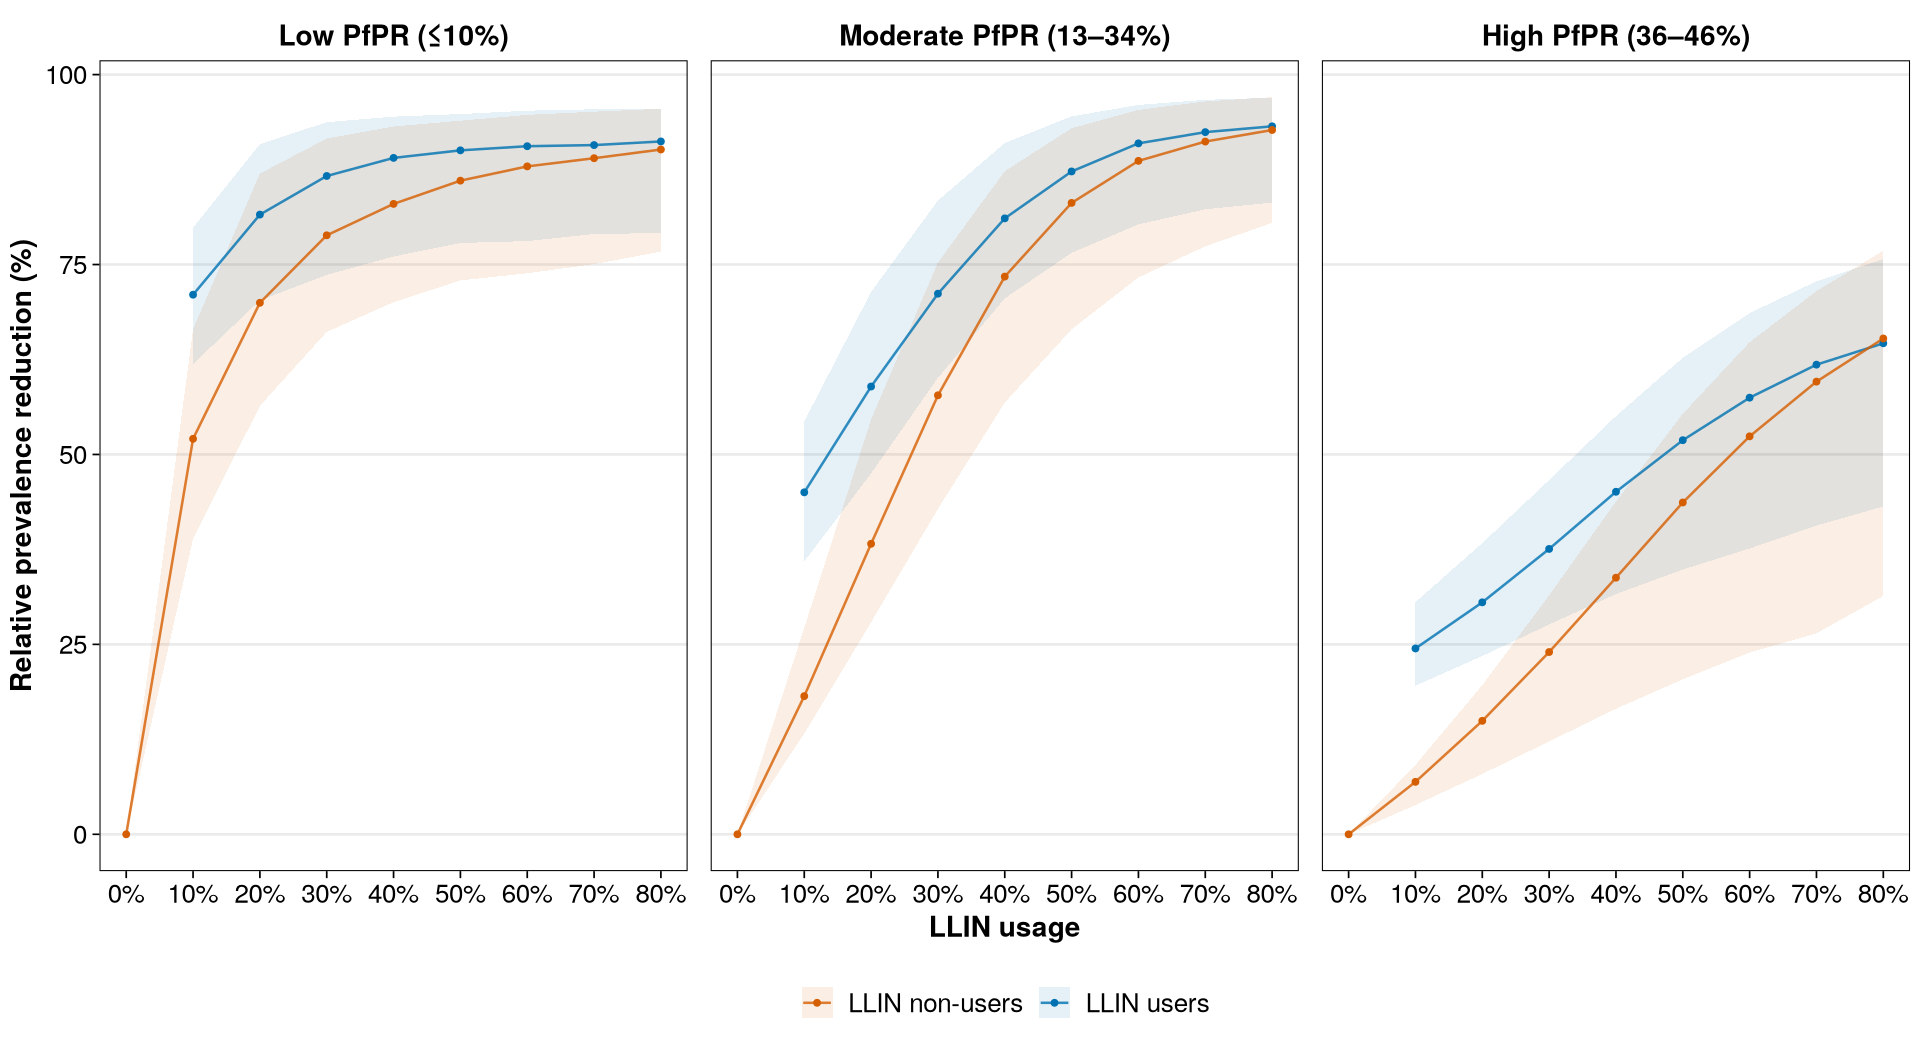 Low PfPR (≤10%) Moderate PfPR (13–34%) High PfPR (36–46%)
Relative prevalence reduction (%)
100
75
50
25
0
0% 10% 20% 30% 40% 50% 60% 70% 80% 0% 10% 20% 30% 40% 50% 60% 70% 80% 0% 10% 20% 30% 40% 50% 60% 70% 80%
LLIN usage
LLIN non-users LLIN users